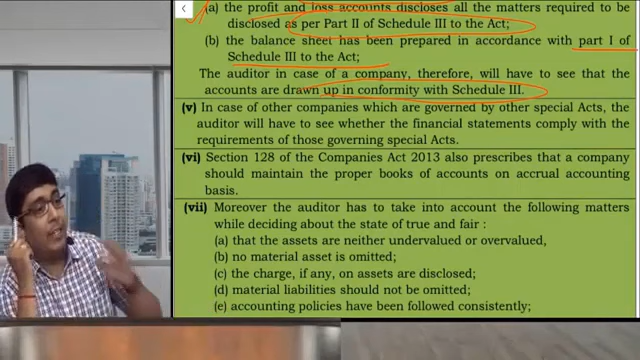 (a) the profit and loss accounts discloses all the matters required to be
disclosed as per Part II of Schedule III to the Act;
(b) the balance sheet has been prepared in accordance with part I of
Schedule III to the Act;
The auditor in case of a company, therefore, will have to see that the
accounts are drawn up in conformity with Schedule III.
(v) In case of other companies which are governed by other special Acts, the
auditor will have to see whether the financial statements comply with the
requirements of those governing special Acts.
(vi) Section 128 of the Companies Act 2013 also prescribes that a company
should maintain the proper books of accounts on accrual accounting
basis.
(vii) Moreover the auditor has to take into account the following matters
while deciding about the state of true and fair :
(a) that the assets are neither undervalued or overvalued,
(b) no material asset is omitted;
(c) the charge, if any, on assets are disclosed;
(d) material liabilities should not be omitted;
(e) accounting policies have been followed consistently;